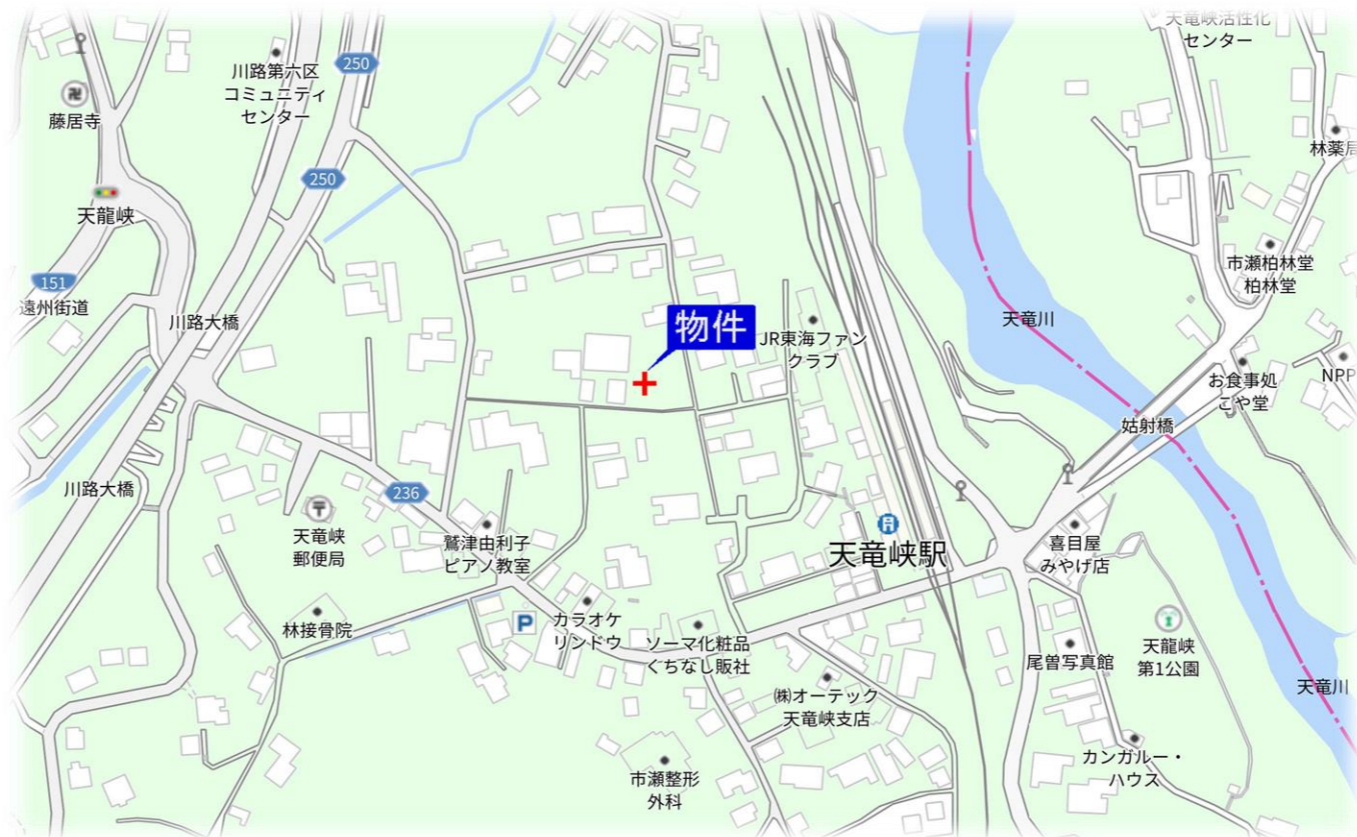 天竜峡活性化
センター
250
川路第六区
コミュニティ
センター
藤居寺
林薬局
250
天龍峡
市瀬柏林堂
柏林堂
151
遠州街道
川路大橋
物件
JR東海ファン
クラブ
天竜川
お食事処
こや堂
NPP
姑射橋
川路大橋
236
天竜峡
郵便局
鷲津由利子
ピアノ教室
天竜峡駅
喜目屋
みやげ店
林接骨院
P
カラオケ
リンドウ
ソーマ化粧品
くちなし販社
尾曽写真館
天龍峡
第1公園
天竜川
㈱オーテック
天竜峡支店
市瀬整形
外科
カンガルー・
ハウス